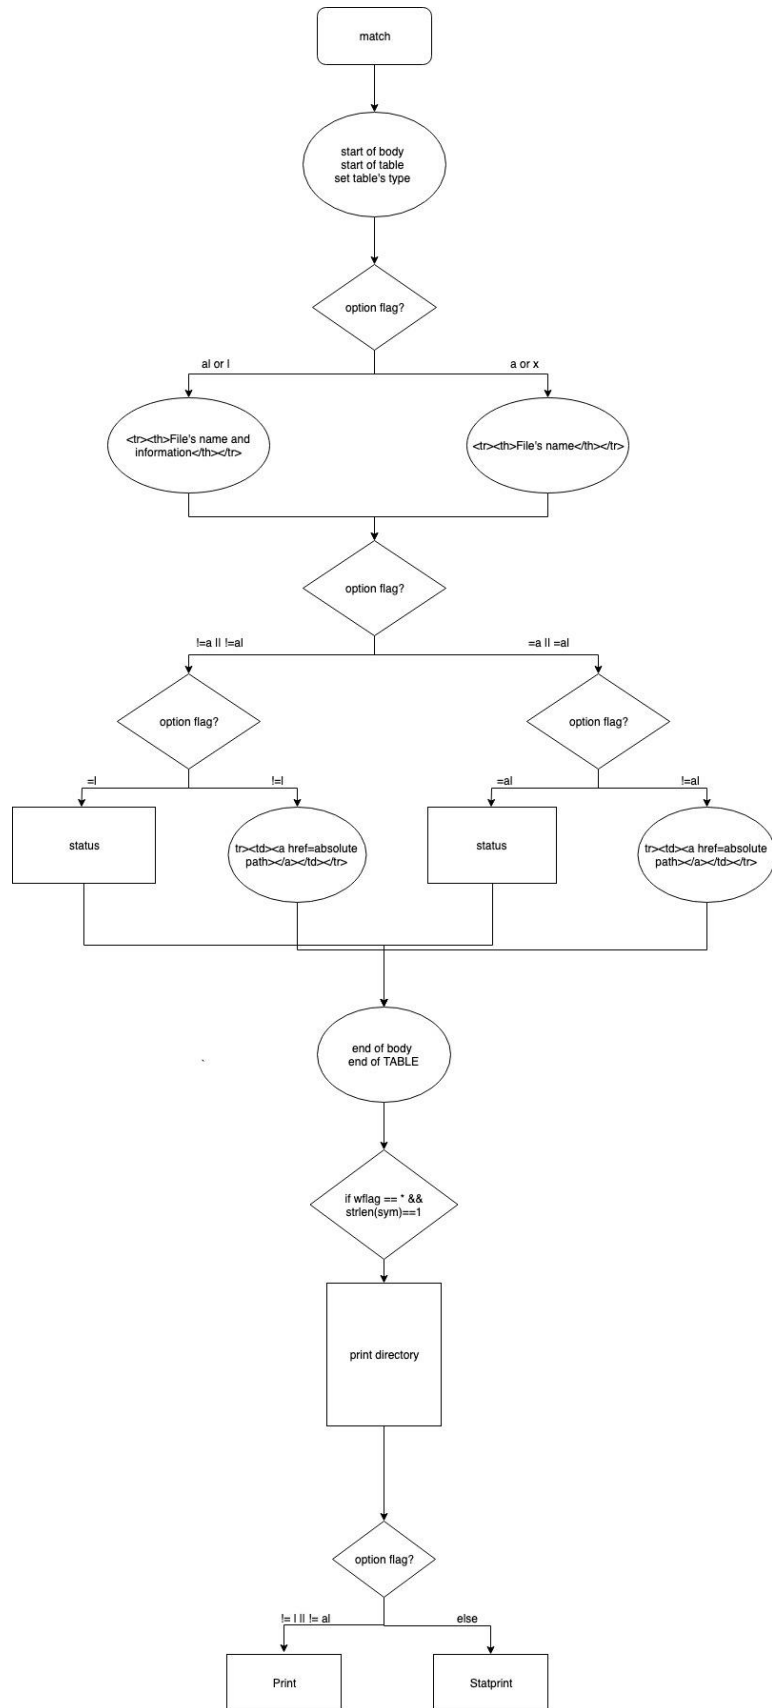 match
start of body
start of table
set table's type
option flag?
al or l
a or x
<tr><th>File's name and
information</th></tr>
<tr><th>File's name</th></tr>
option flag?
!=a || !=al
=a || =al
option flag?
option flag?
=l
!=l
=al
!=al
status
tr><td><a href=absolute
path></a></td></tr>
status
tr><td><a href=absolute
path></a></td></tr>
end of body
end of TABLE
`
if wflag == * &&
strlen(sym)==1
print directory
option flag?
!= l || != al
else
Print
Statprint